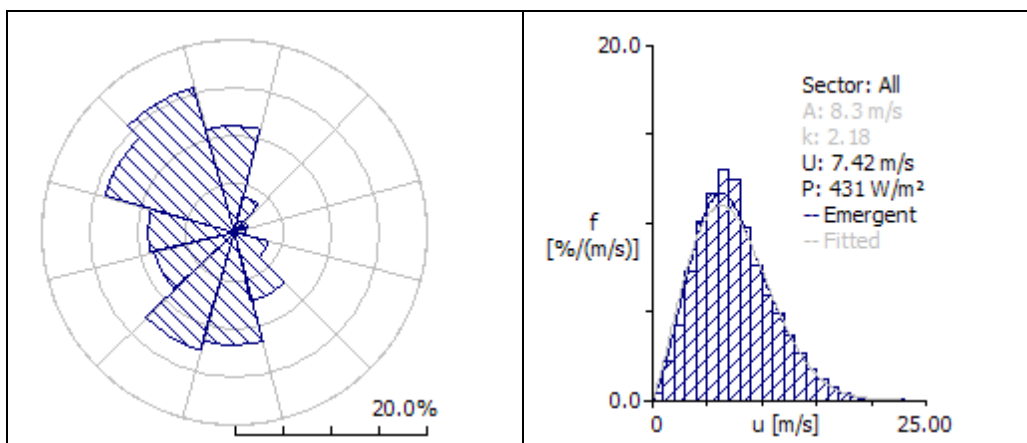 20.0%
20.0
Sector: All
A: 8.3 m/s
k: 2.18
U: 7.42 m/s
P: 431 W/m²
-- Emergent
-- Fitted
f
[%/(m/s)]
0.0
0
u [m/s]
25.00